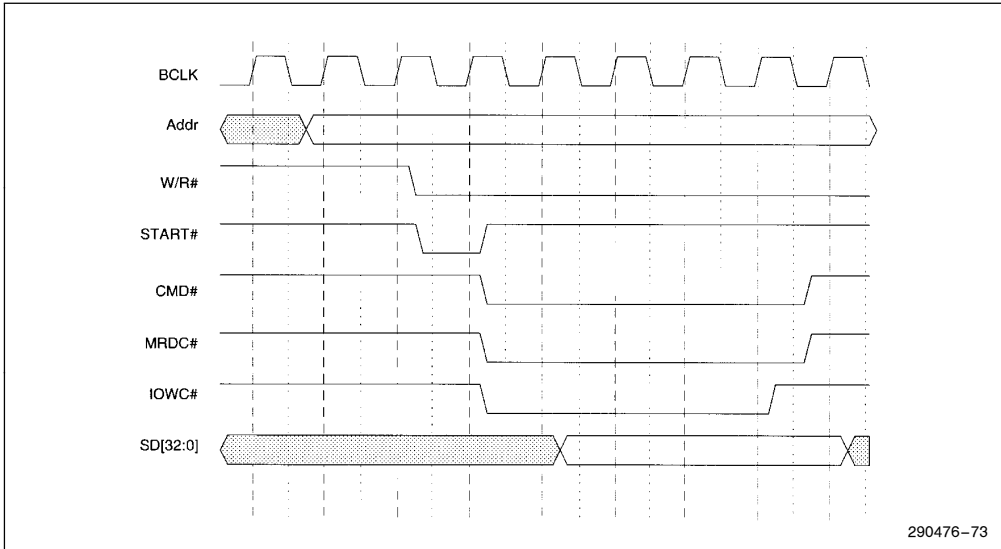 BCLK
Addr
W/R#
START#
CMD#
MRDC#
IOWC#
SD[32:0]
290476–73